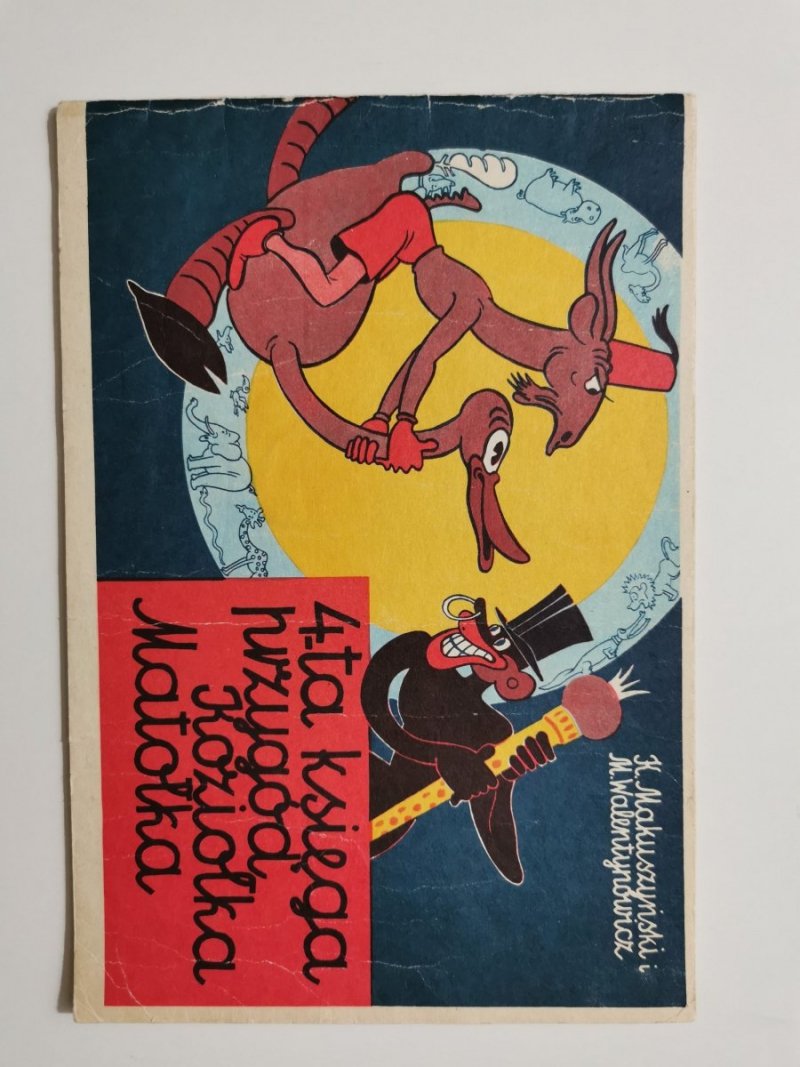 K. Makuszyński i
M. Walentynowicz
4-ta księga
przygód
Koziołka
Matołka